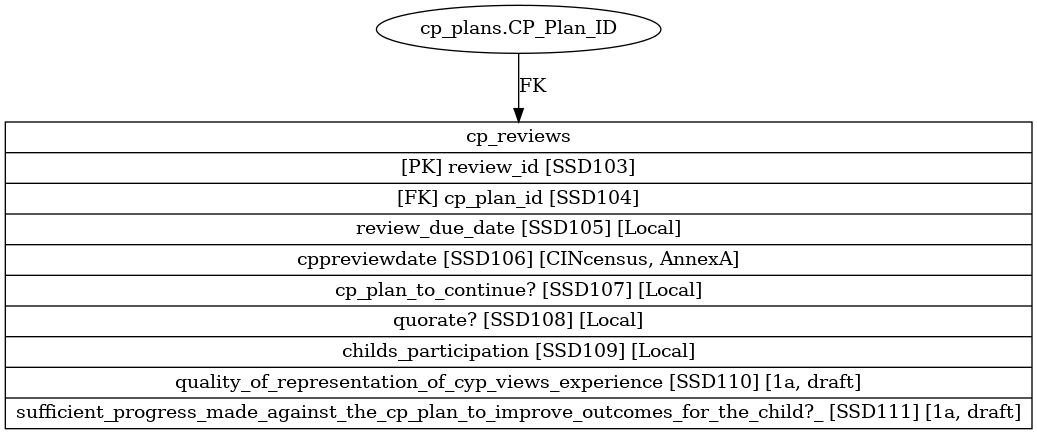 cp_plans.CP_Plan_ID
FK
cp_reviews
[PK] review_id [SSD103]
[FK] cp_plan_id [SSD104]
review_due_date [SSD105] [Local]
cppreviewdate [SSD106] [CINcensus, AnnexA]
cp_plan_to_continue? [SSD107] [Local]
quorate? [SSD108] [Local]
childs_participation [SSD109] [Local]
quality_of_representation_of_cyp_views_experience [SSD110] [1a, draft]
sufficient_progress_made_against_the_cp_plan_to_improve_outcomes_for_the_child?_ [SSD111] [1a, draft]